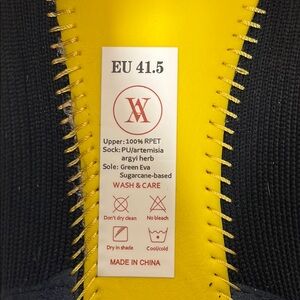 EU 41.5
Upper: 100% RPET
Sock: PU/artemisia
argyi herb
Sole: Green Eva
Sugarcane-based
WASH & CARE
Don't dry clean
No bleach
Dry in shade
Cool/cold
MADE IN CHINA